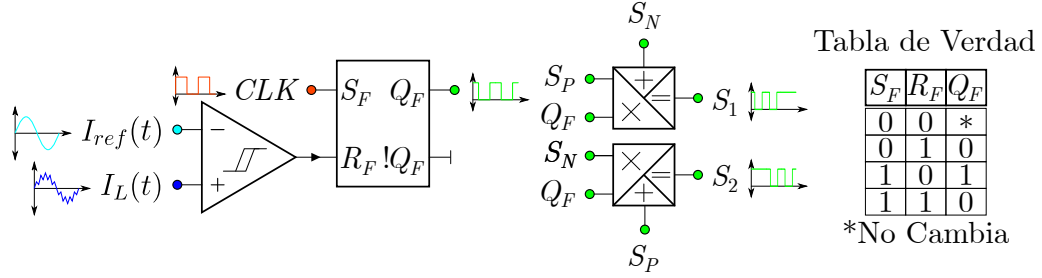 CLK
I_ref(t)
−
I_L(t)
+
S_F Q_F
R_F !Q_F
S_N
S_P
Q_F
+
×
=
S_1
S_N
Q_F
×
+
=
S_2
S_P
Tabla de Verdad
S_F R_F Q_F
0 0 *
0 1 0
1 0 1
1 1 0
*No Cambia